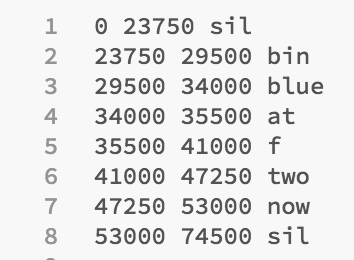 1 0 23750 sil
2 23750 29500 bin
3 29500 34000 blue
4 34000 35500 at
5 35500 41000 f
6 41000 47250 two
7 47250 53000 now
8 53000 74500 sil